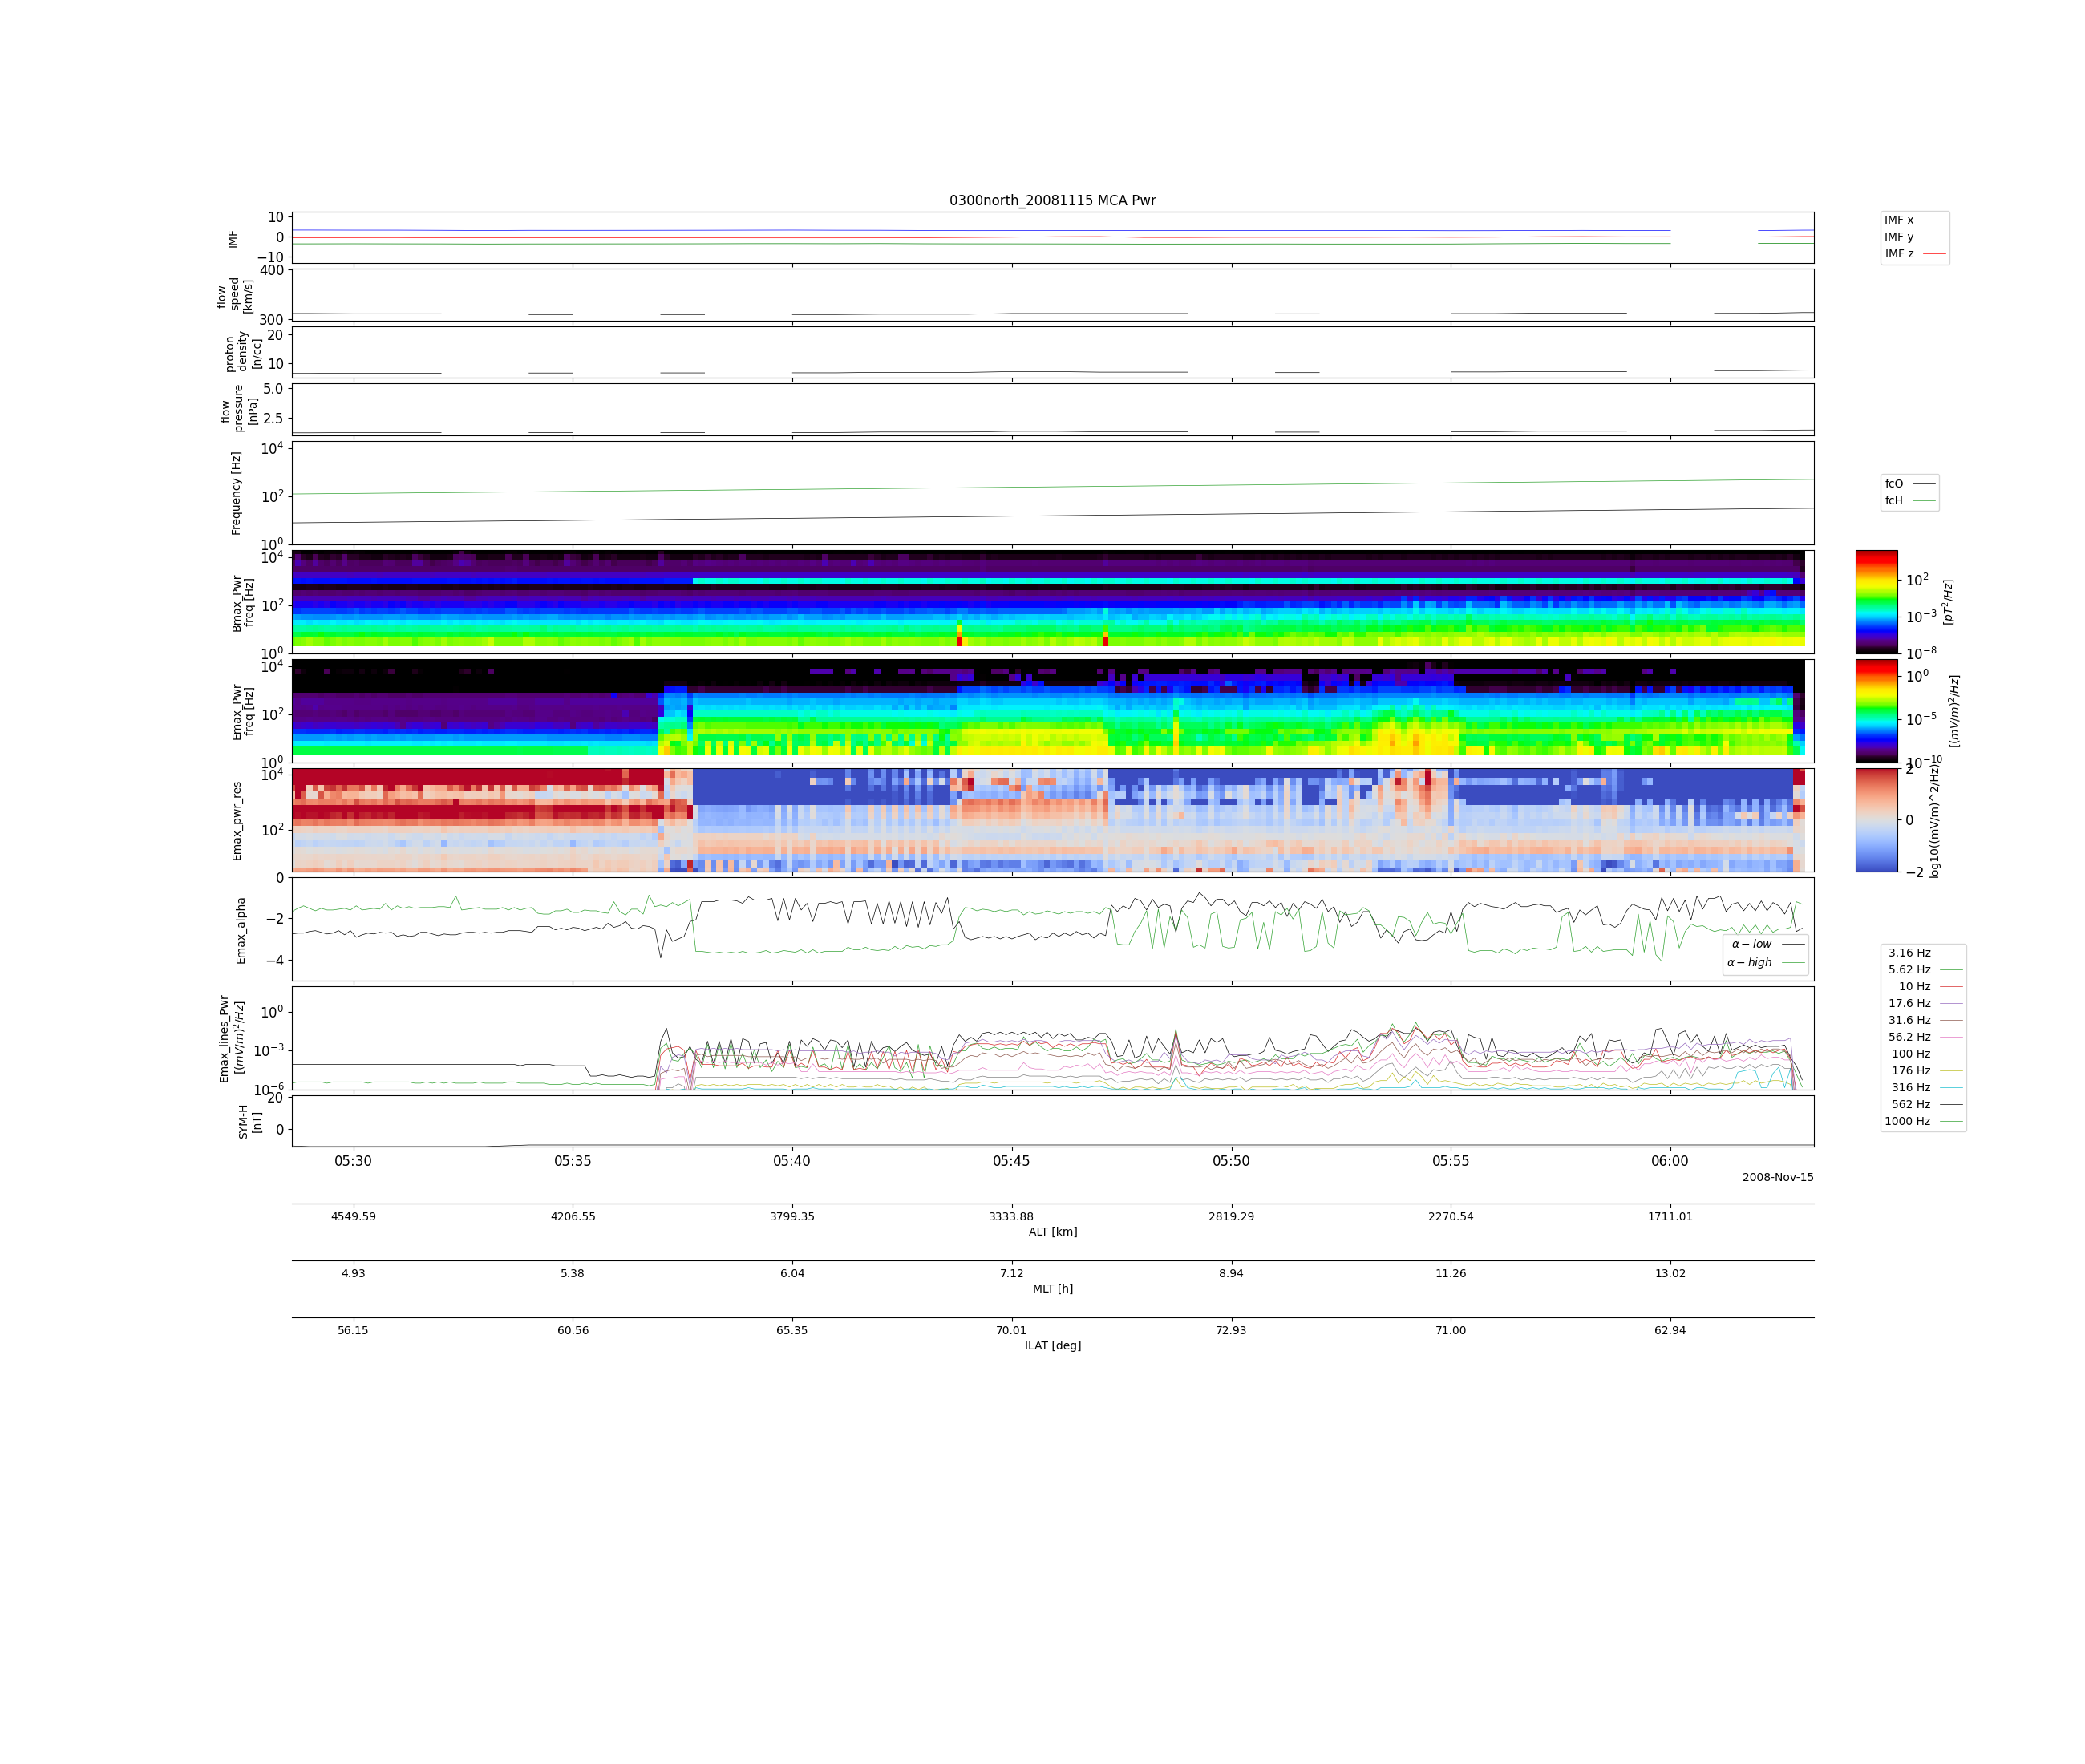 0300north_20081115 MCA Pwr
10
0
−10
IMF
IMF x
IMF y
IMF z
400
300
flow
speed
[km/s]
20
10
proton
density
[n/cc]
5.0
2.5
flow
pressure
[nPa]
10^4
10^2
10^0
Frequency [Hz]
fcO
fcH
10^4
10^2
10^0
Bmax_Pwr
freq [Hz]
10^2
10^−3
10^−8
[pT^2/Hz]
10^4
10^2
10^0
Emax_Pwr
freq [Hz]
10^0
10^−5
10^−10
[(mV/m)^2/Hz]
10^4
10^2
Emax_pwr_res
2
0
−2
log10((mV/m)^2/Hz)
0
−2
−4
Emax_alpha
α − low
α − high
10^0
10^−3
10^−6
Emax_lines_Pwr
[(mV/m)^2/Hz]
3.16 Hz
5.62 Hz
10 Hz
17.6 Hz
31.6 Hz
56.2 Hz
100 Hz
176 Hz
316 Hz
562 Hz
1000 Hz
20
0
SYM-H
[nT]
05:30 05:35 05:40 05:45 05:50 05:55 06:00
2008-Nov-15
4549.59 4206.55 3799.35 3333.88 2819.29 2270.54 1711.01
ALT [km]
4.93 5.38 6.04 7.12 8.94 11.26 13.02
MLT [h]
56.15 60.56 65.35 70.01 72.93 71.00 62.94
ILAT [deg]